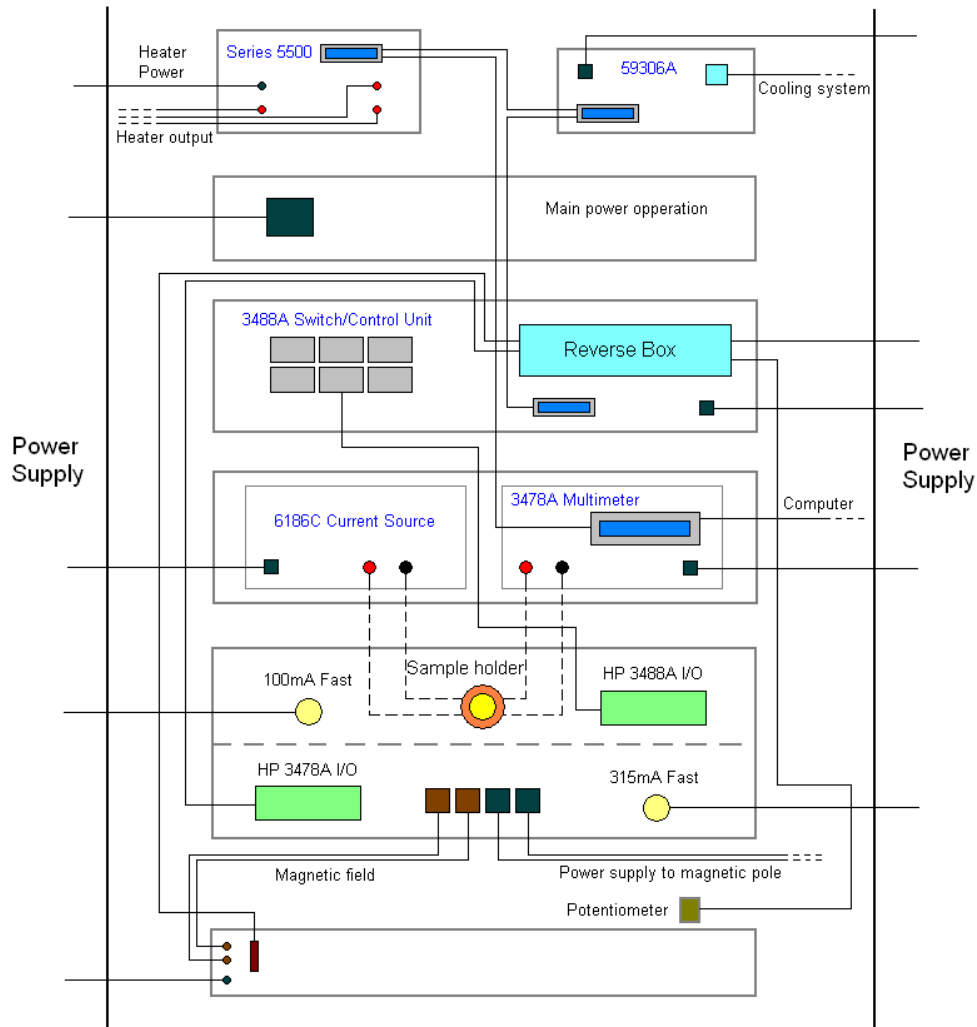 Heater
Power
Series 5500
59306A
Cooling system
Heater output
Main power opperation
3488A Switch/Control Unit
Reverse Box
Power
Supply
Power
Supply
6186C Current Source
3478A Multimeter
Computer
Sample holder
100mA Fast
HP 3488A I/O
HP 3478A I/O
315mA Fast
Magnetic field
Power supply to magnetic pole
Potentiometer